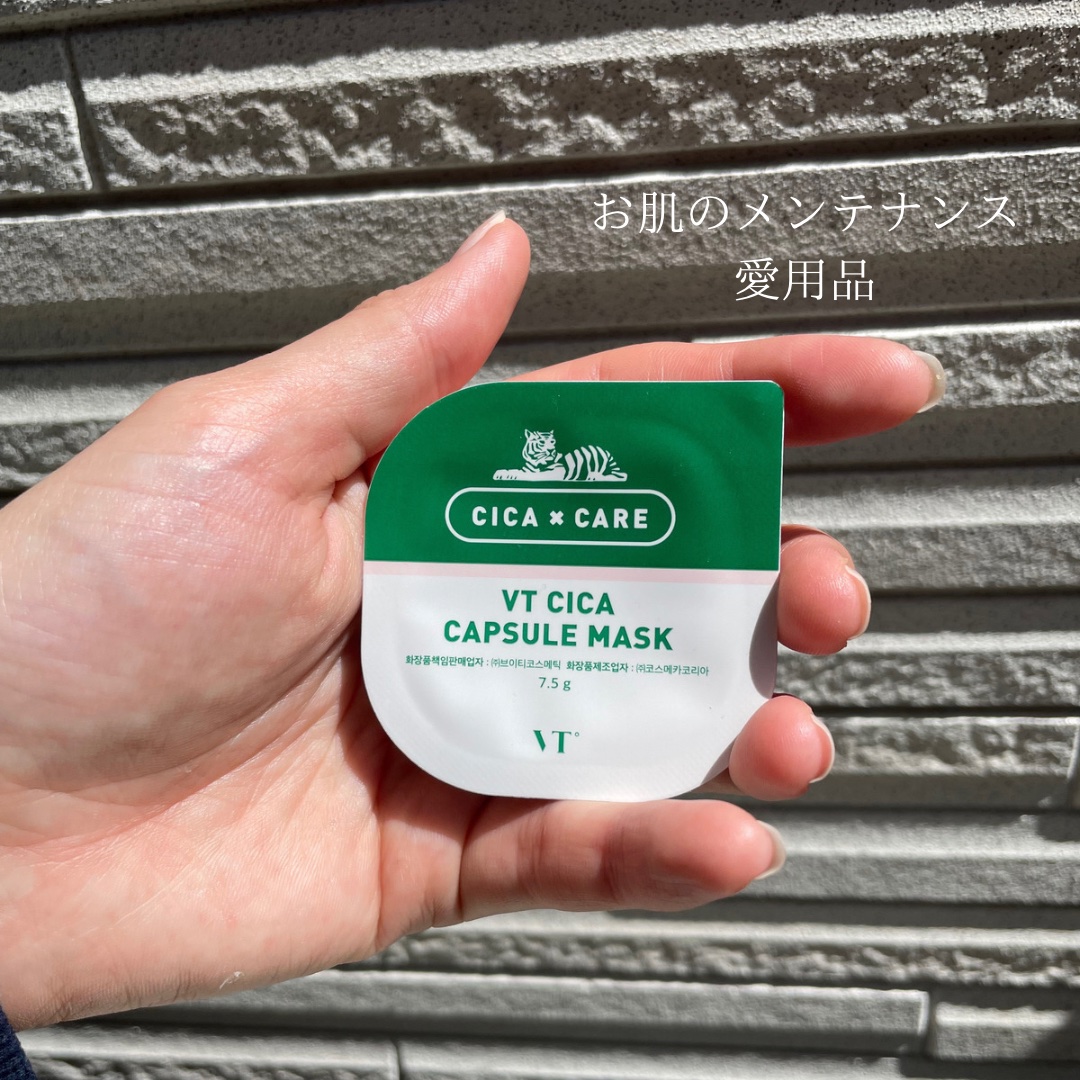 お肌のメンテナンス
愛用品
CICA × CARE
VT CICA
CAPSULE MASK
화장품책임판매업자 : ㈜브이티코스메틱 화장품제조업자 : ㈜코스메카코리아
7.5 g
VT°